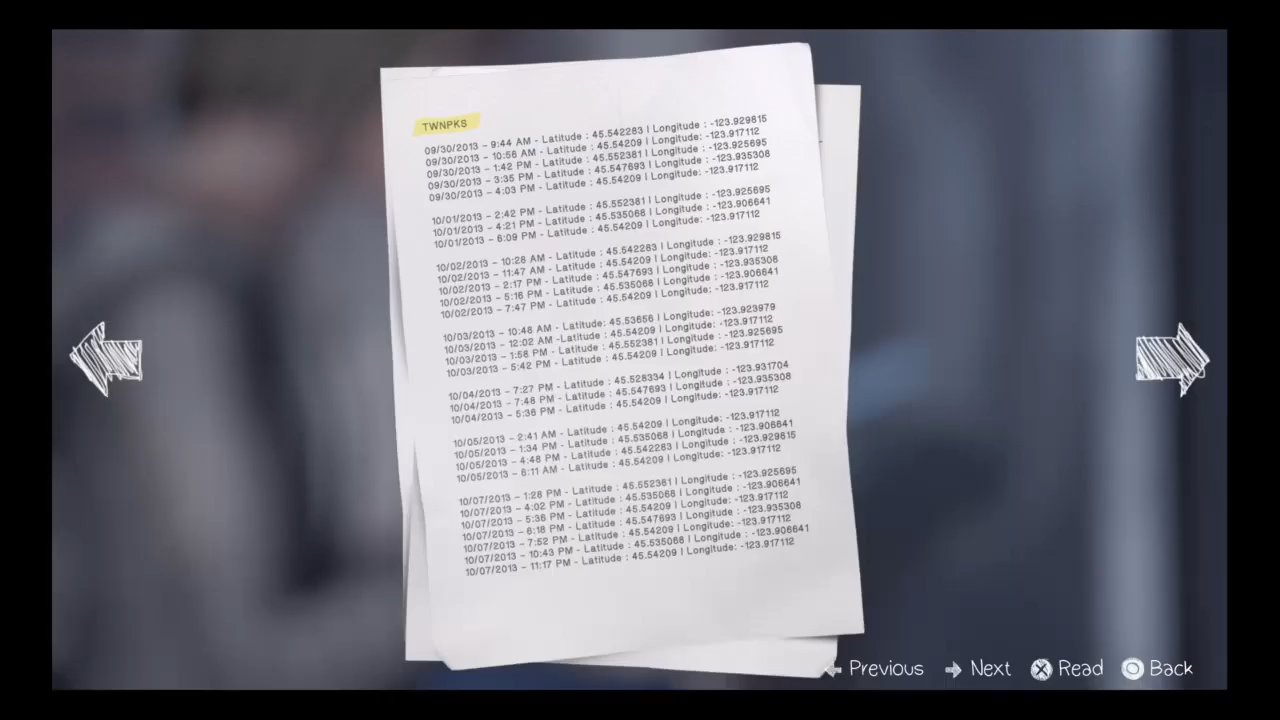 TWNPKS
09/30/2013 - 9:44 AM - Latitude : 45.542283 | Longitude : -123.929815
09/30/2013 - 10:56 AM - Latitude : 45.54209 | Longitude: -123.917112
09/30/2013 - 1:42 PM - Latitude : 45.552381 | Longitude : -123.925695
09/30/2013 - 3:35 PM - Latitude : 45.547693 | Longitude : -123.935308
09/30/2013 - 4:03 PM - Latitude : 45.54209 | Longitude: -123.917112
10/01/2013 - 2:42 PM - Latitude : 45.552381 | Longitude : -123.925695
10/01/2013 - 4:21 PM - Latitude : 45.535068 | Longitude : -123.906641
10/01/2013 - 6:09 PM - Latitude : 45.54209 | Longitude: -123.917112
10/02/2013 - 10:28 AM - Latitude : 45.542283 | Longitude : -123.929815
10/02/2013 - 11:47 AM - Latitude : 45.54209 | Longitude: -123.917112
10/02/2013 - 2:17 PM - Latitude : 45.547693 | Longitude : -123.935308
10/02/2013 - 5:16 PM - Latitude : 45.535068 | Longitude : -123.906641
10/02/2013 - 7:47 PM - Latitude : 45.54209 | Longitude: -123.917112
10/03/2013 - 10:48 AM - Latitude: 45.53656 | Longitude : -123.923979
10/03/2013 - 12:02 AM -Latitude : 45.54209 | Longitude: -123.917112
10/03/2013 - 1:58 PM - Latitude : 45.552381 | Longitude : -123.925695
10/03/2013 - 5:42 PM - Latitude : 45.54209 | Longitude: -123.917112
10/04/2013 - 7:27 PM - Latitude : 45.528334 | Longitude : -123.931704
10/04/2013 - 7:48 PM - Latitude : 45.547693 | Longitude : -123.935308
10/04/2013 - 5:36 PM - Latitude : 45.54209 | Longitude: -123.917112
10/05/2013 - 2:41 AM - Latitude : 45.54209 | Longitude: -123.917112
10/05/2013 - 1:34 PM - Latitude : 45.535068 | Longitude : -123.906641
10/05/2013 - 4:48 PM - Latitude : 45.542283 | Longitude : -123.929815
10/05/2013 - 6:11 AM - Latitude : 45.54209 | Longitude: -123.917112
10/07/2013 - 1:28 PM - Latitude : 45.552381 | Longitude : -123.925695
10/07/2013 - 4:02 PM - Latitude : 45.535068 | Longitude : -123.906641
10/07/2013 - 5:36 PM - Latitude : 45.54209 | Longitude: -123.917112
10/07/2013 - 6:18 PM - Latitude : 45.547693 | Longitude : -123.935308
10/07/2013 - 7:52 PM - Latitude : 45.54209 | Longitude: -123.917112
10/07/2013 - 10:43 PM - Latitude : 45.535068 | Longitude : -123.906641
10/07/2013 - 11:17 PM - Latitude : 45.54209 | Longitude: -123.917112
Previous Next Read Back